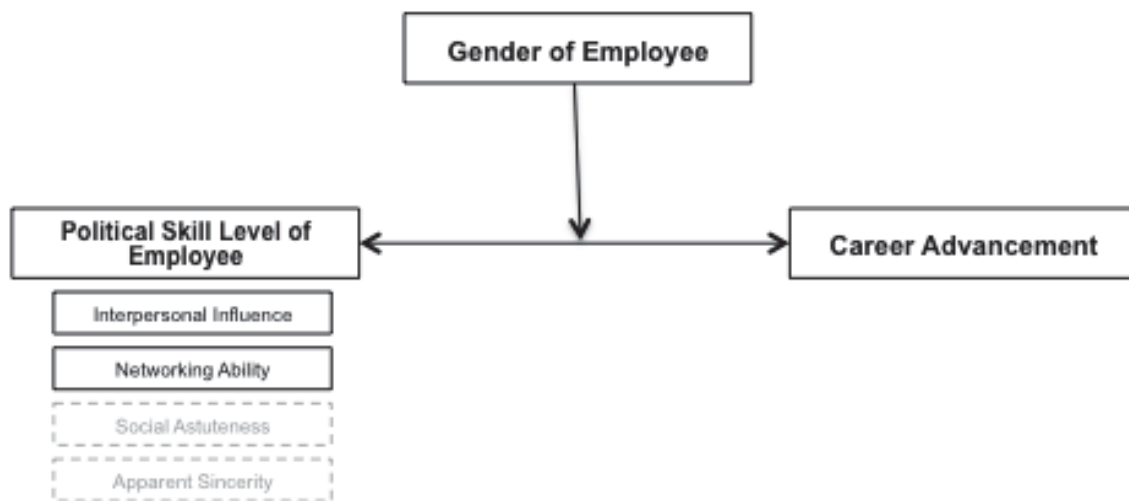 Gender of Employee
Political Skill Level of
Employee
Career Advancement
Interpersonal Influence
Networking Ability
Social Astuteness
Apparent Sincerity